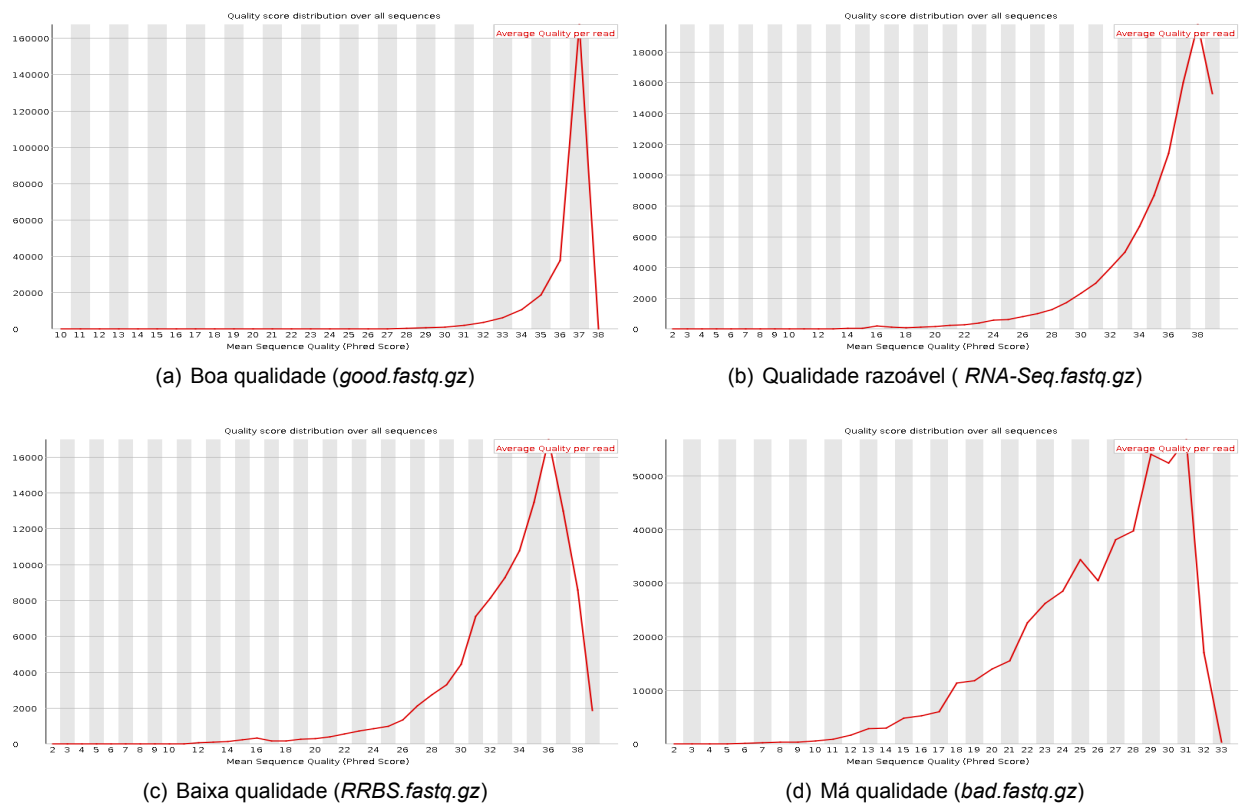 Quality score distribution over all sequences
Average Quality per read
160000
140000
120000
100000
80000
60000
40000
20000
0
10 11 12 13 14 15 16 17 18 19 20 21 22 23 24 25 26 27 28 29 30 31 32 33 34 35 36 37 38
Mean Sequence Quality (Phred Score)
(a) Boa qualidade (good.fastq.gz)
Quality score distribution over all sequences
Average Quality per read
18000
16000
14000
12000
10000
8000
6000
4000
2000
0
2 3 4 5 6 7 8 9 10 12 14 16 18 20 22 24 26 28 30 32 34 36 38
Mean Sequence Quality (Phred Score)
(b) Qualidade razoável ( RNA-Seq.fastq.gz)
Quality score distribution over all sequences
Average Quality per read
16000
14000
12000
10000
8000
6000
4000
2000
0
2 3 4 5 6 7 8 9 10 12 14 16 18 20 22 24 26 28 30 32 34 36 38
Mean Sequence Quality (Phred Score)
(c) Baixa qualidade (RRBS.fastq.gz)
Quality score distribution over all sequences
Average Quality per read
50000
40000
30000
20000
10000
0
2 3 4 5 6 7 8 9 10 11 12 13 14 15 16 17 18 19 20 21 22 23 24 25 26 27 28 29 30 31 32 33
Mean Sequence Quality (Phred Score)
(d) Má qualidade (bad.fastq.gz)